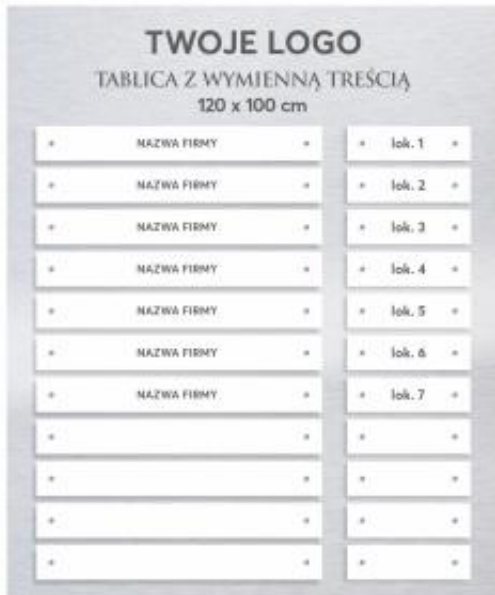 TWOJE LOGO
TABLICA Z WYMIENNĄ TREŚCIĄ
120 x 100 cm
NAZWA FIRMY lok. 1
NAZWA FIRMY lok. 2
NAZWA FIRMY lok. 3
NAZWA FIRMY lok. 4
NAZWA FIRMY lok. 5
NAZWA FIRMY lok. 6
NAZWA FIRMY lok. 7